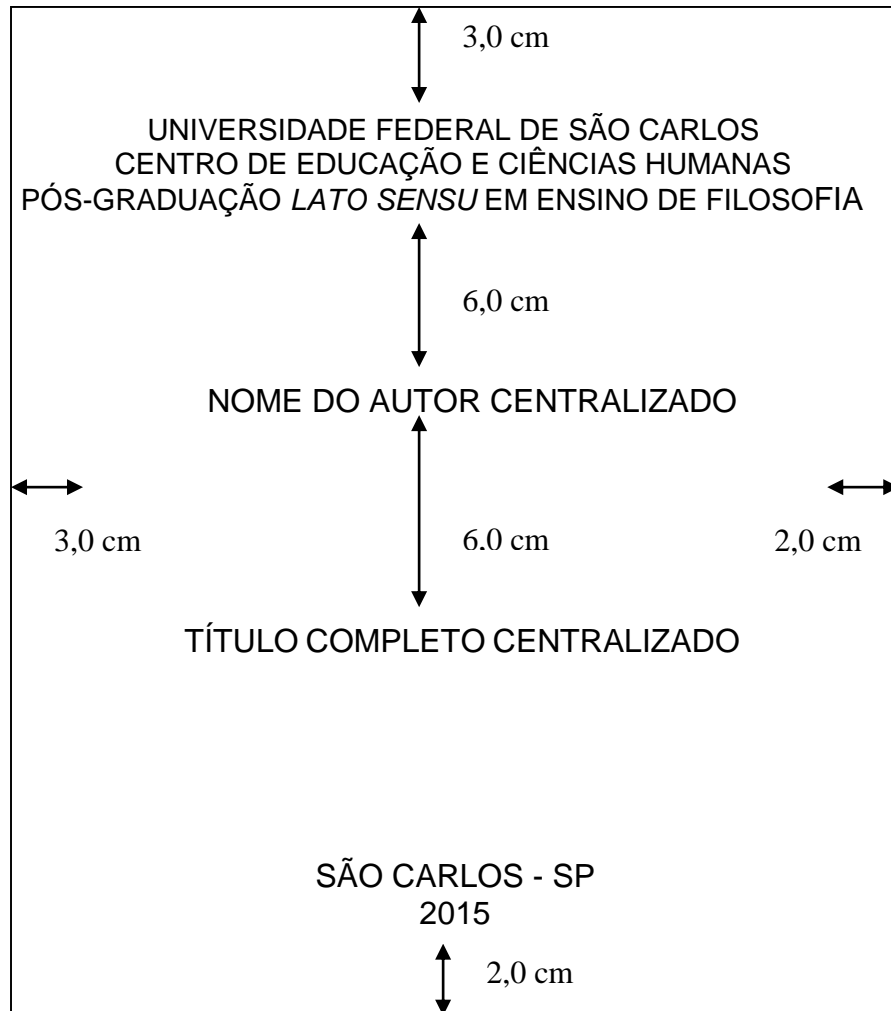 3,0 cm
UNIVERSIDADE FEDERAL DE SÃO CARLOS
CENTRO DE EDUCAÇÃO E CIÊNCIAS HUMANAS
PÓS-GRADUAÇÃO LATO SENSU EM ENSINO DE FILOSOFIA
6,0 cm
NOME DO AUTOR CENTRALIZADO
3,0 cm 6,0 cm 2,0 cm
TÍTULO COMPLETO CENTRALIZADO
SÃO CARLOS - SP
2015
2,0 cm